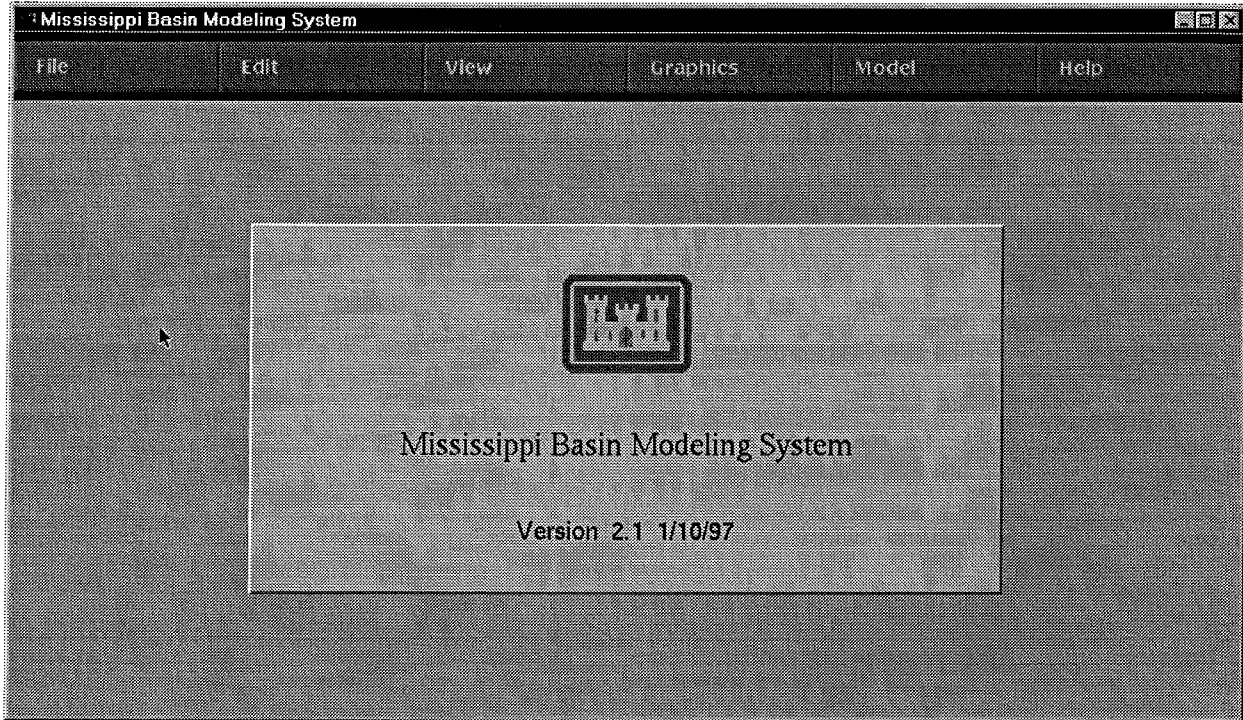 Mississippi Basin Modeling System
File Edit View Graphics Model Help
Mississippi Basin Modeling System
Version 2.1 1/10/97